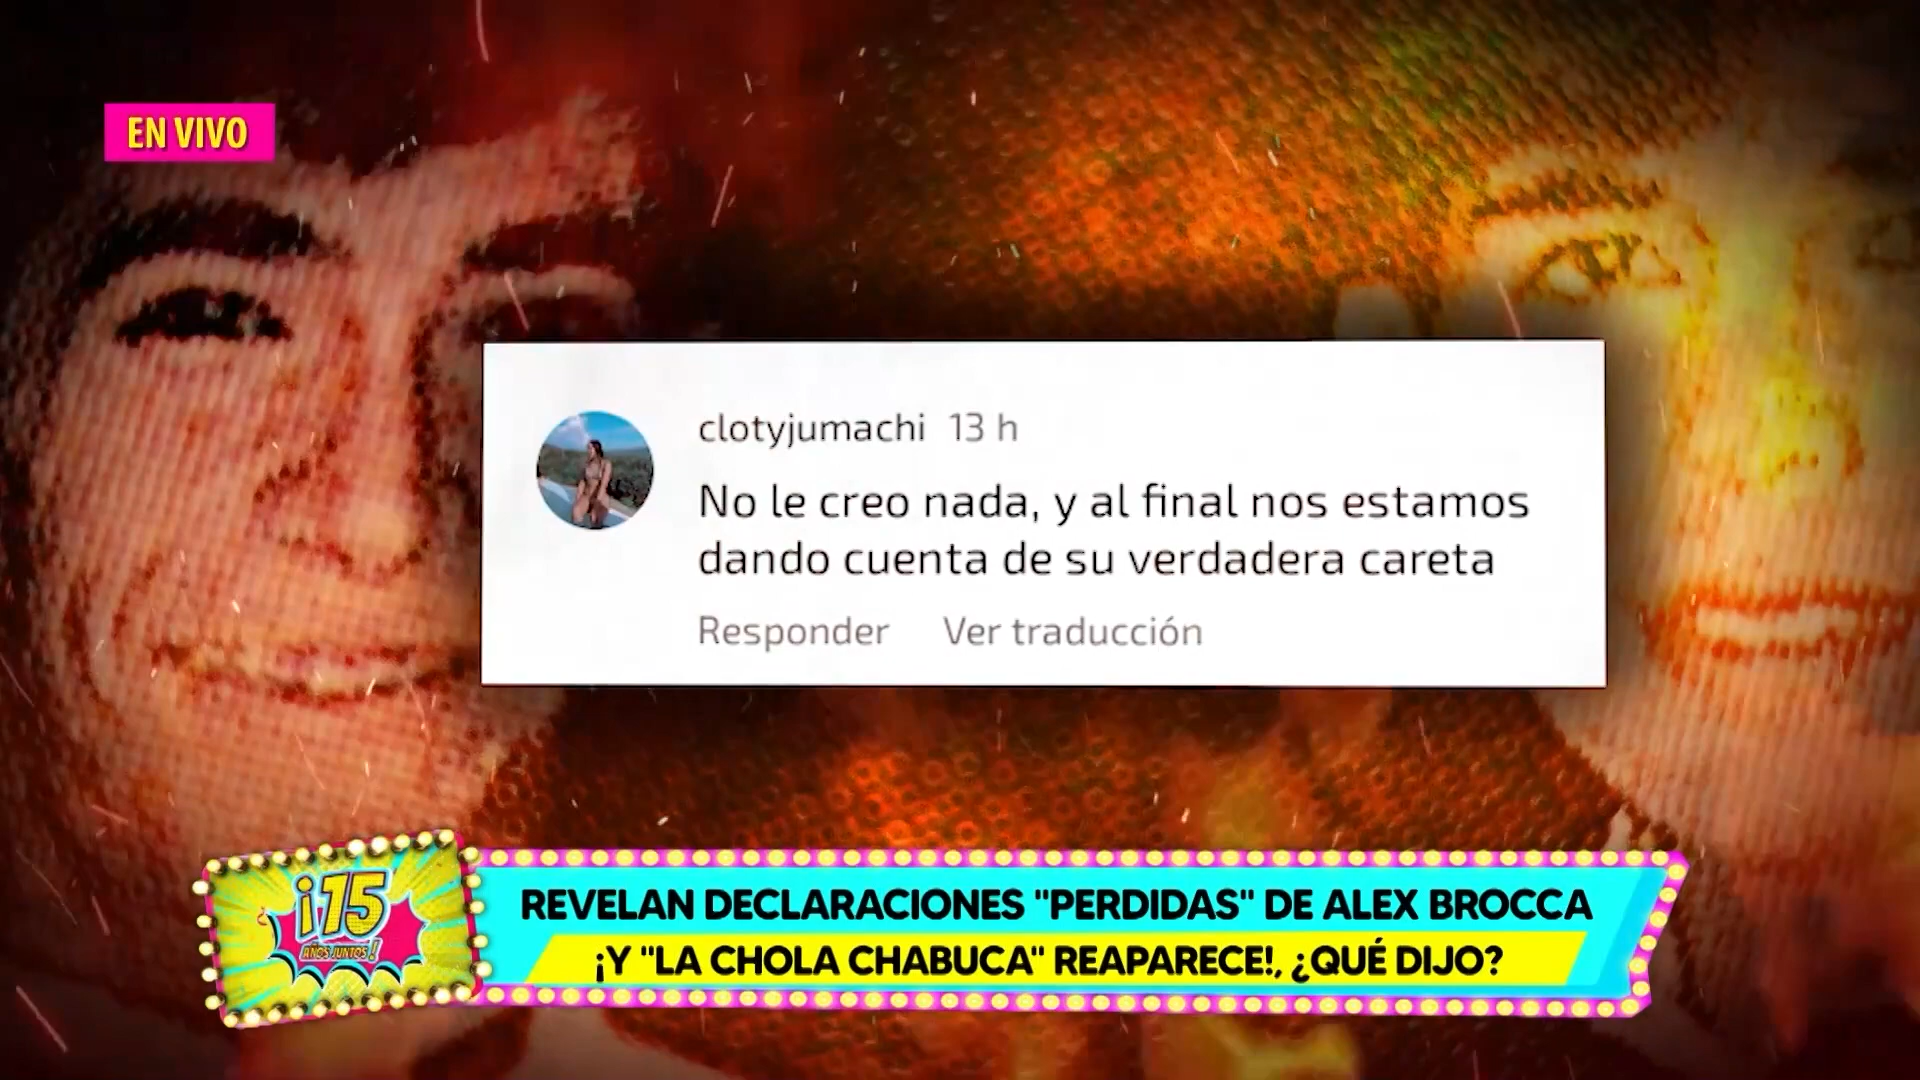 EN VIVO
clotyjumachi 13 h
No le creo nada, y al final nos estamos
dando cuenta de su verdadera careta
Responder Ver traducción
¡15
AÑOS JUNTOS!
REVELAN DECLARACIONES "PERDIDAS" DE ALEX BROCCA
¡Y "LA CHOLA CHABUCA" REAPARECE!, ¿QUÉ DIJO?